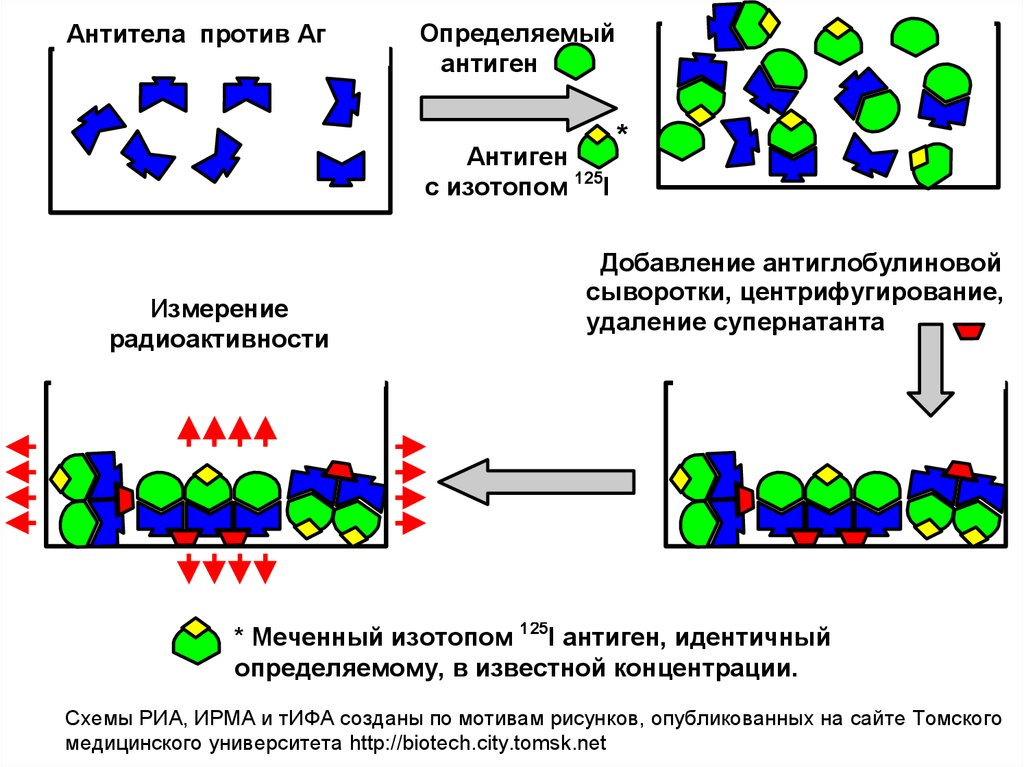 Антитела против Аг
Определяемый
антиген
*
Антиген
с изотопом ¹²⁵I
Добавление антиглобулиновой
сыворотки, центрифугирование,
удаление супернатанта
Измерение
радиоактивности
* Меченный изотопом ¹²⁵I антиген, идентичный
определяемому, в известной концентрации.
Схемы РИА, ИРМА и тИФА созданы по мотивам рисунков, опубликованных на сайте Томского
медицинского университета http://biotech.city.tomsk.net